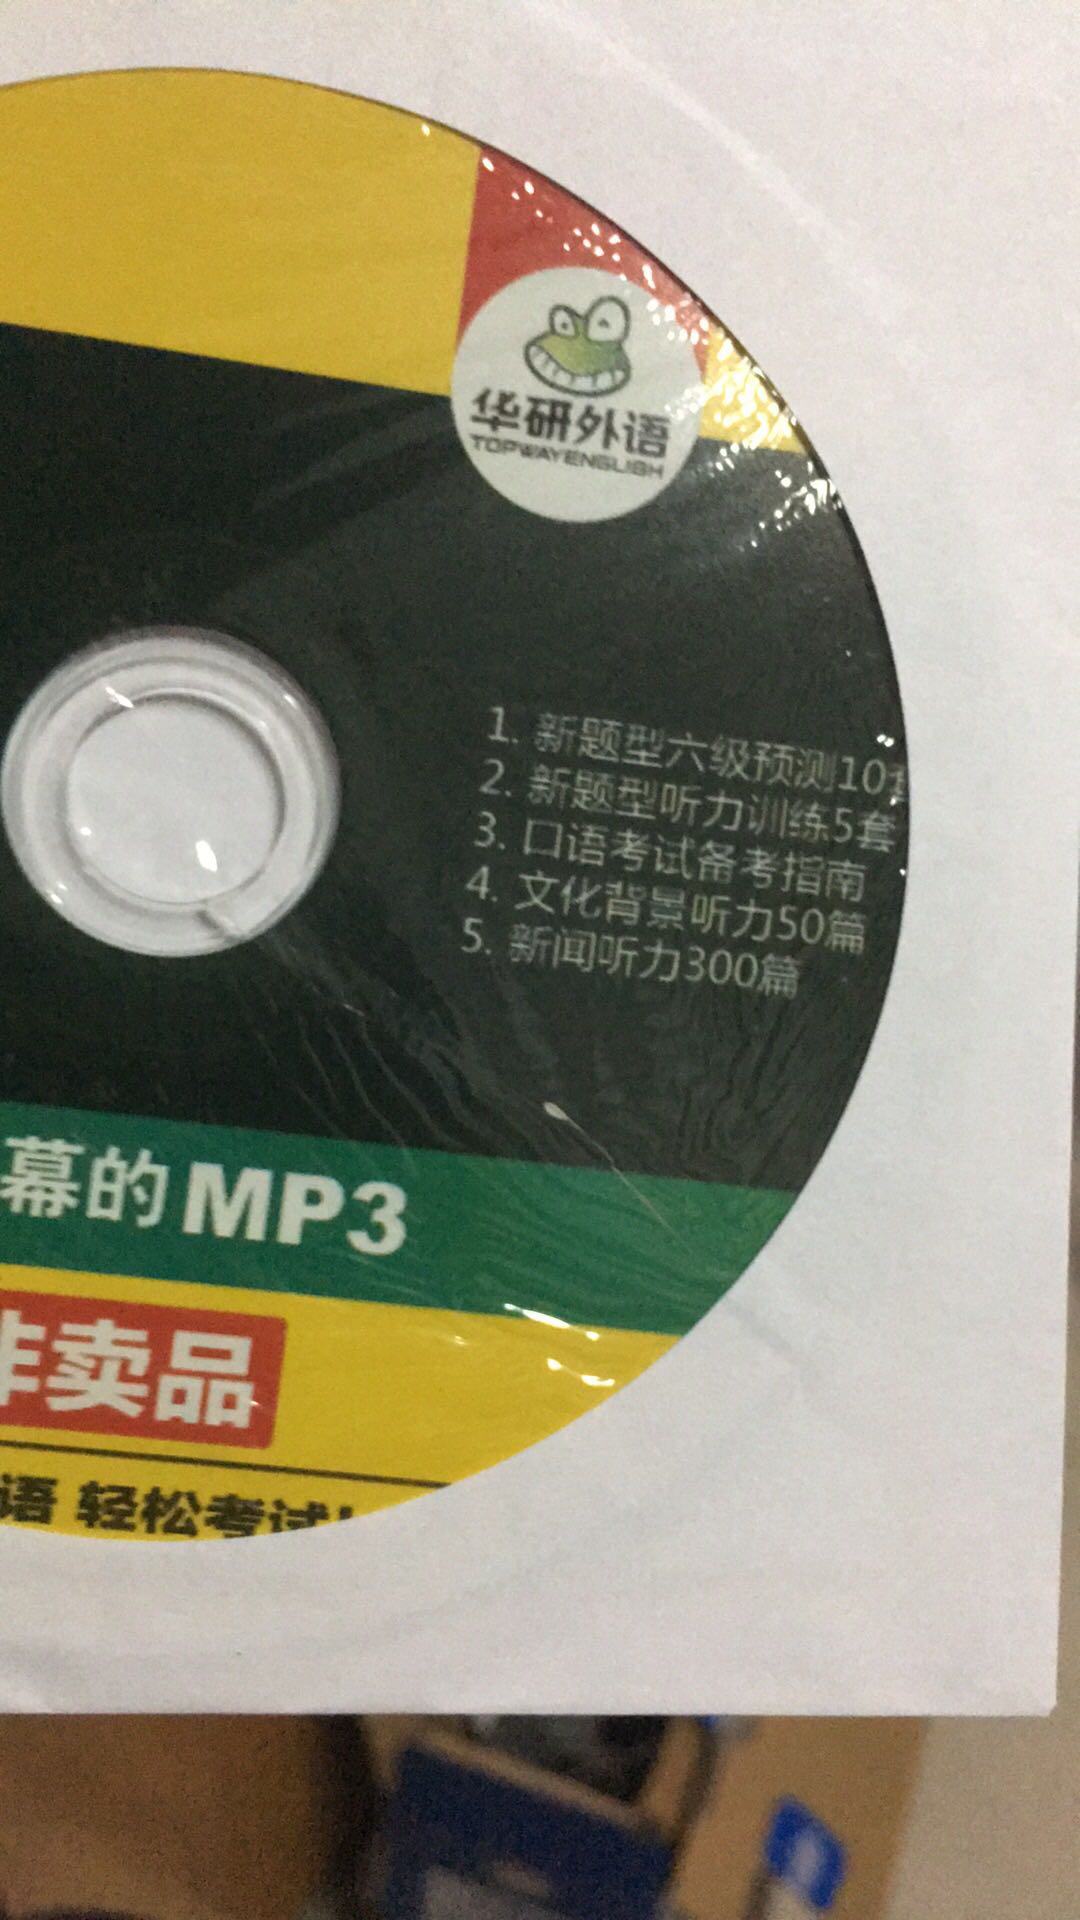 华研外语
TOPWAYENGLISH
1. 新题型六级预测10套
2. 新题型听力训练5套
3. 口语考试备考指南
4. 文化背景听力50篇
5. 新闻听力300篇
幕的MP3
非卖品
语 轻松考试!